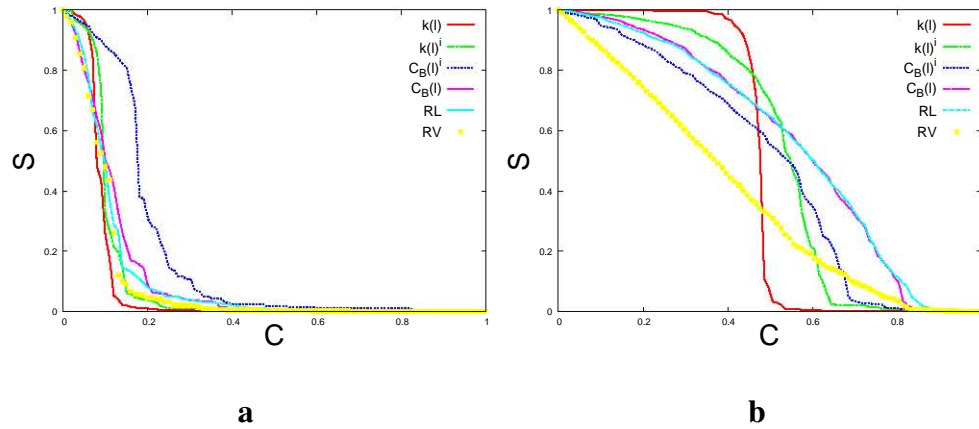 1
0.8
0.6
0.4
0.2
0
0 0.2 0.4 0.6 0.8 1
S
C
k(l)
k(l)^i
C_B(l)^i
C_B(l)
RL
RV
a
1
0.8
0.6
0.4
0.2
0
0 0.2 0.4 0.6 0.8
S
C
k(l)
k(l)^i
C_B(l)^i
C_B(l)
RL
RV
b